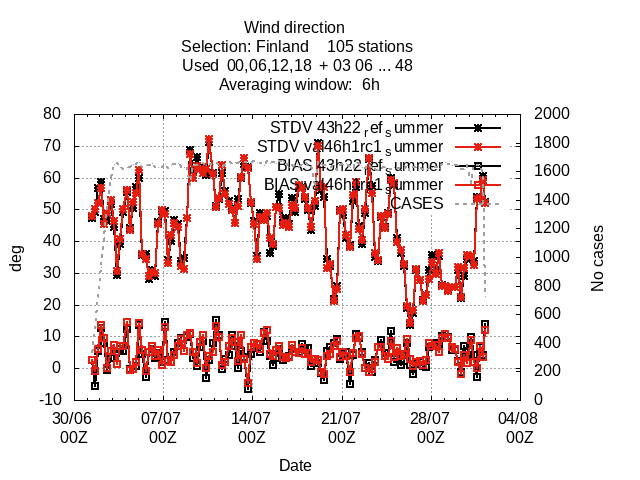 Wind direction
Selection: Finland 105 stations
Used 00,06,12,18 + 03 06 ... 48
Averaging window: 6h
80 2000
70 1800
60 1600
50 1400
40 1200
30 1000
20 800
10 600
0 400
-10 200
0
deg
No cases
STDV 43h22_ref_summer
STDV val46h1rc1_summer
BIAS 43h22_ref_summer
BIAS val46h1rc1_summer
CASES
30/06 07/07 14/07 21/07 28/07 04/08
00Z 00Z 00Z 00Z 00Z 00Z
Date